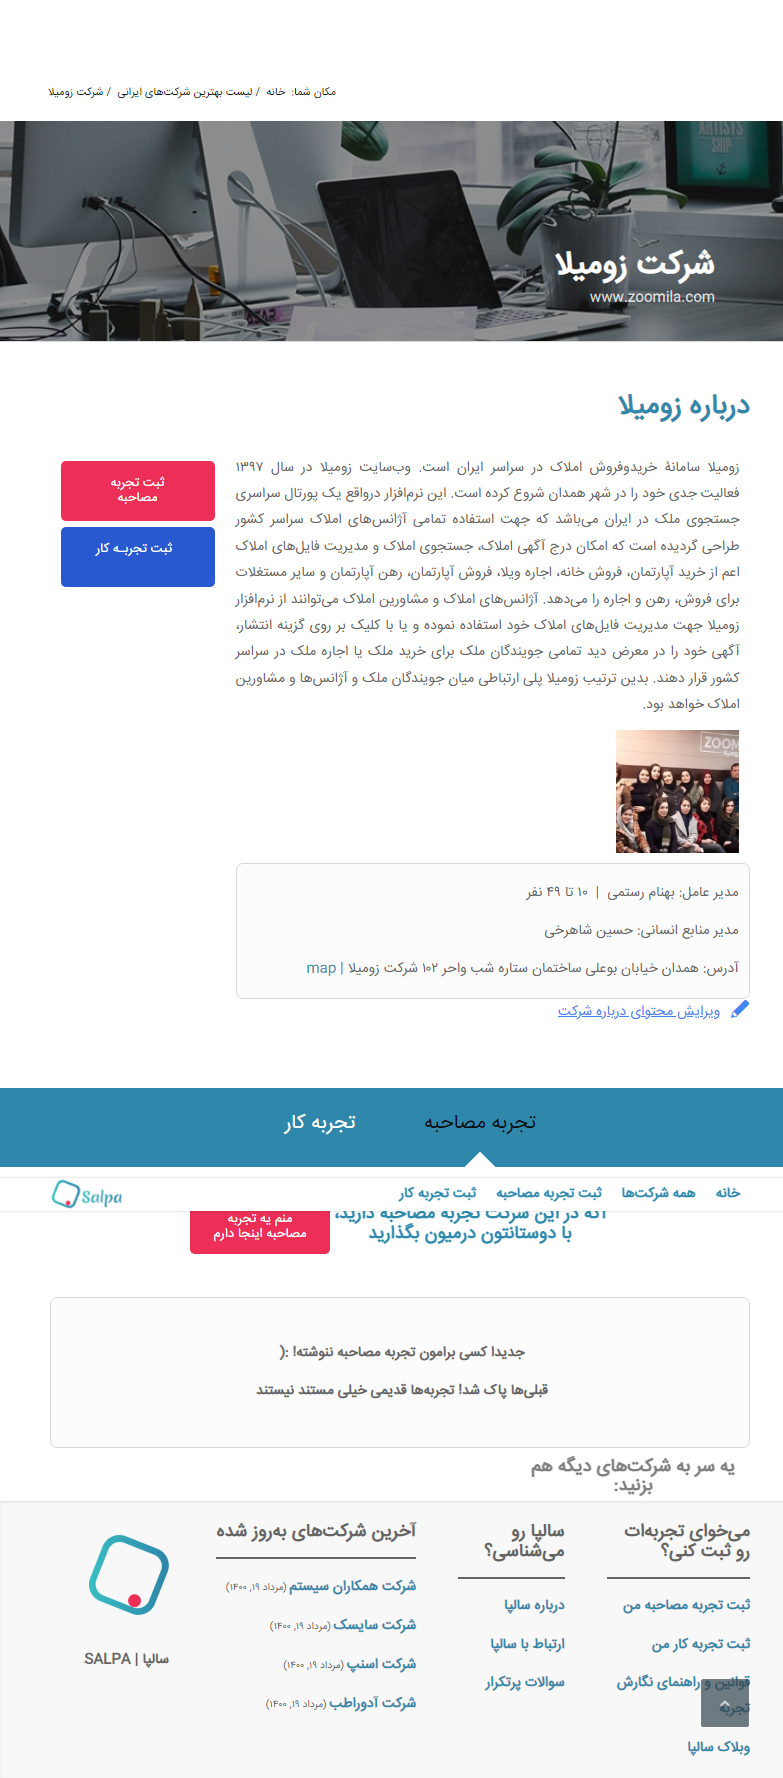 مکان شما: خانه / لیست بهترین شرکت‌های ایرانی / شرکت زومیلا
ARTISTS
SHIP
شرکت زومیلا
www.zoomila.com
درباره زومیلا
زومیلا سامانهٔ خریدوفروش املاک در سراسر ایران است. وب‌سایت زومیلا در سال ۱۳۹۷
فعالیت جدی خود را در شهر همدان شروع کرده است. این نرم‌افزار درواقع یک پورتال سراسری
جستجوی ملک در ایران می‌باشد که جهت استفاده تمامی آژانس‌های املاک سراسر کشور
طراحی گردیده است که امکان درج آگهی املاک، جستجوی املاک و مدیریت فایل‌های املاک
اعم از خرید آپارتمان، فروش خانه، اجاره ویلا، فروش آپارتمان، رهن آپارتمان و سایر مستغلات
برای فروش، رهن و اجاره را می‌دهد. آژانس‌های املاک و مشاورین املاک می‌توانند از نرم‌افزار
زومیلا جهت مدیریت فایل‌های املاک خود استفاده نموده و یا با کلیک بر روی گزینه انتشار،
آگهی خود را در معرض دید تمامی جویندگان ملک برای خرید ملک یا اجاره ملک در سراسر
کشور قرار دهند. بدین ترتیب زومیلا پلی ارتباطی میان جویندگان ملک و آژانس‌ها و مشاورین
املاک خواهد بود.
ثبت تجربه
مصاحبه
ثبت تجربـه کار
ZOOM
مدیر عامل: بهنام رستمی | ۱۰ تا ۴۹ نفر
مدیر منابع انسانی: حسین شاهرخی
آدرس: همدان خیابان بوعلی ساختمان ستاره شب واحر ۱۰۲ شرکت زومیلا | map
ویرایش محتوای درباره شرکت
تجربه مصاحبه
تجربه کار
خانه
همه شرکت‌ها
ثبت تجربه مصاحبه
ثبت تجربه کار
Salpa
اگه در این شرکت تجربه مصاحبه دارید،
با دوستانتون درمیون بگذارید
منم یه تجربه
مصاحبه اینجا دارم
جدیدا کسی برامون تجربه مصاحبه ننوشته! :(
قبلی‌ها پاک شد! تجربه‌ها قدیمی خیلی مستند نیستند
یه سر به شرکت‌های دیگه هم
بزنید:
می‌خوای تجربه‌ات
رو ثبت کنی؟
ثبت تجربه مصاحبه من
ثبت تجربه کار من
قوانین و راهنمای نگارش
تجربه
وبلاک سالپا
سالپا رو
می‌شناسی؟
درباره سالپا
ارتباط با سالپا
سوالات پرتکرار
آخرین شرکت‌های به‌روز شده
شرکت همکاران سیستم (مرداد ۱۹, ۱۴۰۰)
شرکت سایسک (مرداد ۱۹, ۱۴۰۰)
شرکت اسنپ (مرداد ۱۹, ۱۴۰۰)
شرکت آدوراطب (مرداد ۱۹, ۱۴۰۰)
سالپا | SALPA